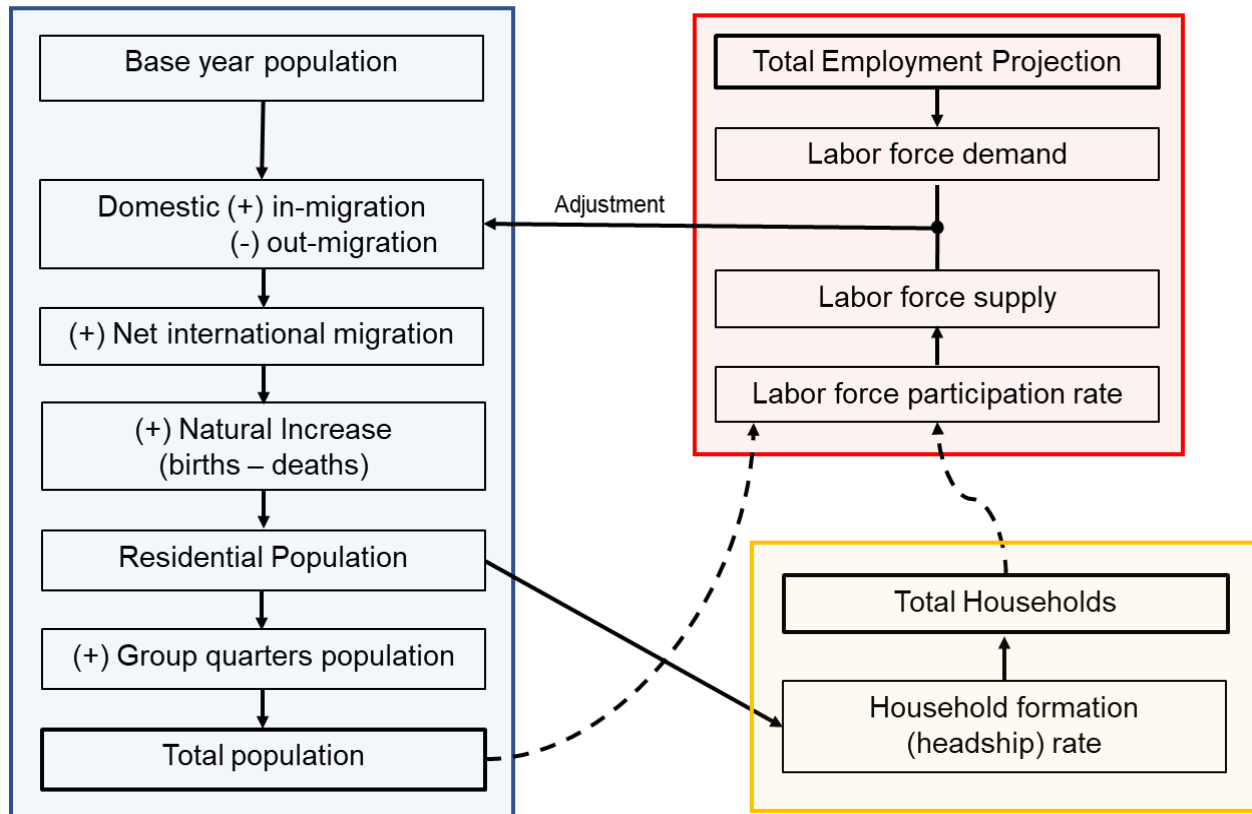 Base year population
Domestic (+) in-migration
(-) out-migration
(+) Net international migration
(+) Natural Increase
(births – deaths)
Residential Population
(+) Group quarters population
Total population
Adjustment
Total Employment Projection
Labor force demand
Labor force supply
Labor force participation rate
Total Households
Household formation
(headship) rate